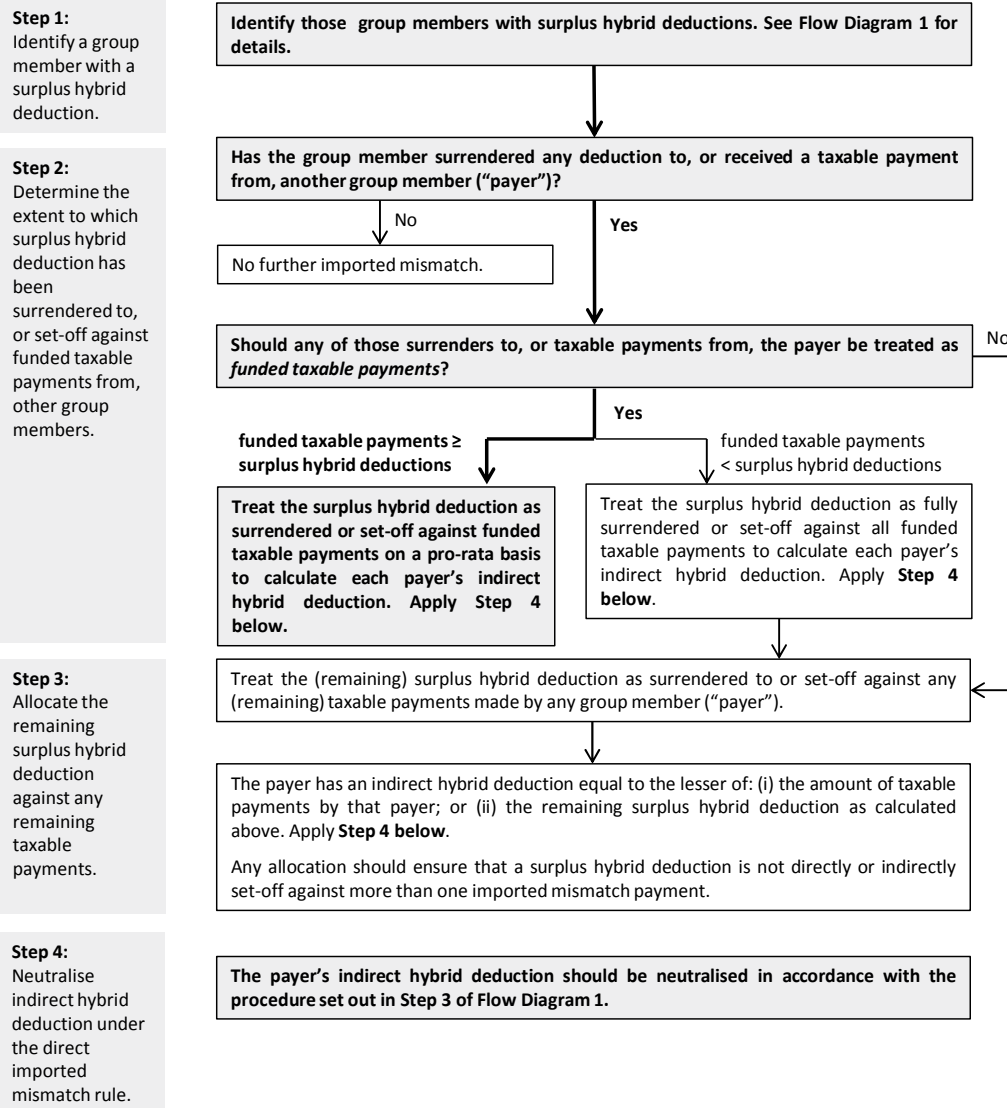 Step 1:
Identify a group
member with a
surplus hybrid
deduction.
Identify those group members with surplus hybrid deductions. See Flow Diagram 1 for
details.
Step 2:
Determine the
extent to which
surplus hybrid
deduction has
been
surrendered to,
or set-off against
funded taxable
payments from,
other group
members.
Has the group member surrendered any deduction to, or received a taxable payment
from, another group member (“payer”)?
No
Yes
No further imported mismatch.
Should any of those surrenders to, or taxable payments from, the payer be treated as
funded taxable payments?
No
Yes
funded taxable payments ≥
surplus hybrid deductions
funded taxable payments
< surplus hybrid deductions
Treat the surplus hybrid deduction as
surrendered or set-off against funded
taxable payments on a pro-rata basis
to calculate each payer’s indirect
hybrid deduction. Apply Step 4
below.
Treat the surplus hybrid deduction as fully
surrendered or set-off against all funded
taxable payments to calculate each payer’s
indirect hybrid deduction. Apply Step 4
below.
Step 3:
Allocate the
remaining
surplus hybrid
deduction
against any
remaining
taxable
payments.
Treat the (remaining) surplus hybrid deduction as surrendered to or set-off against any
(remaining) taxable payments made by any group member (“payer”).
The payer has an indirect hybrid deduction equal to the lesser of: (i) the amount of taxable
payments by that payer; or (ii) the remaining surplus hybrid deduction as calculated
above. Apply Step 4 below.
Any allocation should ensure that a surplus hybrid deduction is not directly or indirectly
set-off against more than one imported mismatch payment.
Step 4:
Neutralise
indirect hybrid
deduction under
the direct
imported
mismatch rule.
The payer’s indirect hybrid deduction should be neutralised in accordance with the
procedure set out in Step 3 of Flow Diagram 1.